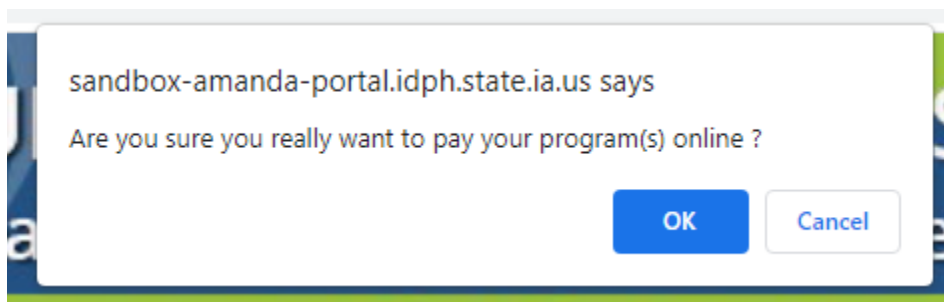 sandbox-amanda-portal.idph.state.ia.us says
Are you sure you really want to pay your program(s) online ?
OK
Cancel